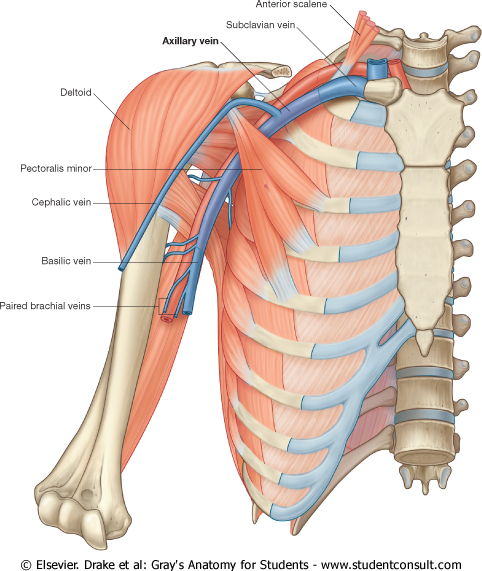 Anterior scalene
Subclavian vein
Axillary vein
Deltoid
Pectoralis minor
Cephalic vein
Basilic vein
Paired brachial veins
© Elsevier. Drake et al: Gray's Anatomy for Students - www.studentconsult.com